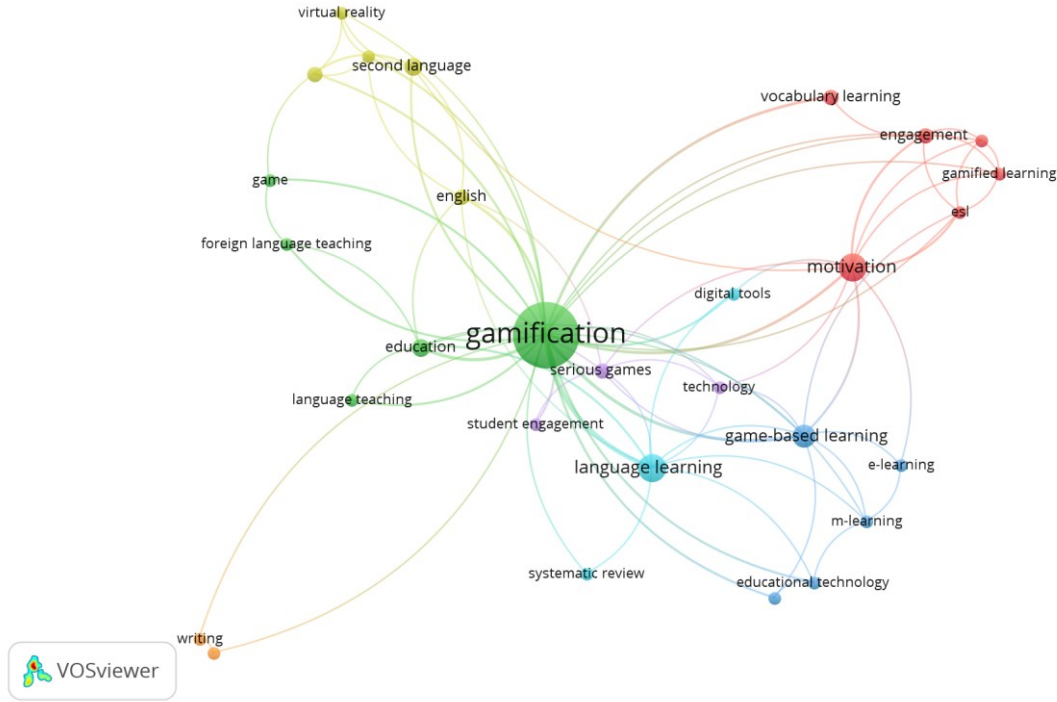 virtual reality
second language
vocabulary learning
engagement
gamified learning
game
english
esl
foreign language teaching
motivation
digital tools
gamification
education
serious games
technology
language teaching
student engagement
game-based learning
language learning
e-learning
m-learning
systematic review
educational technology
writing
VOSviewer